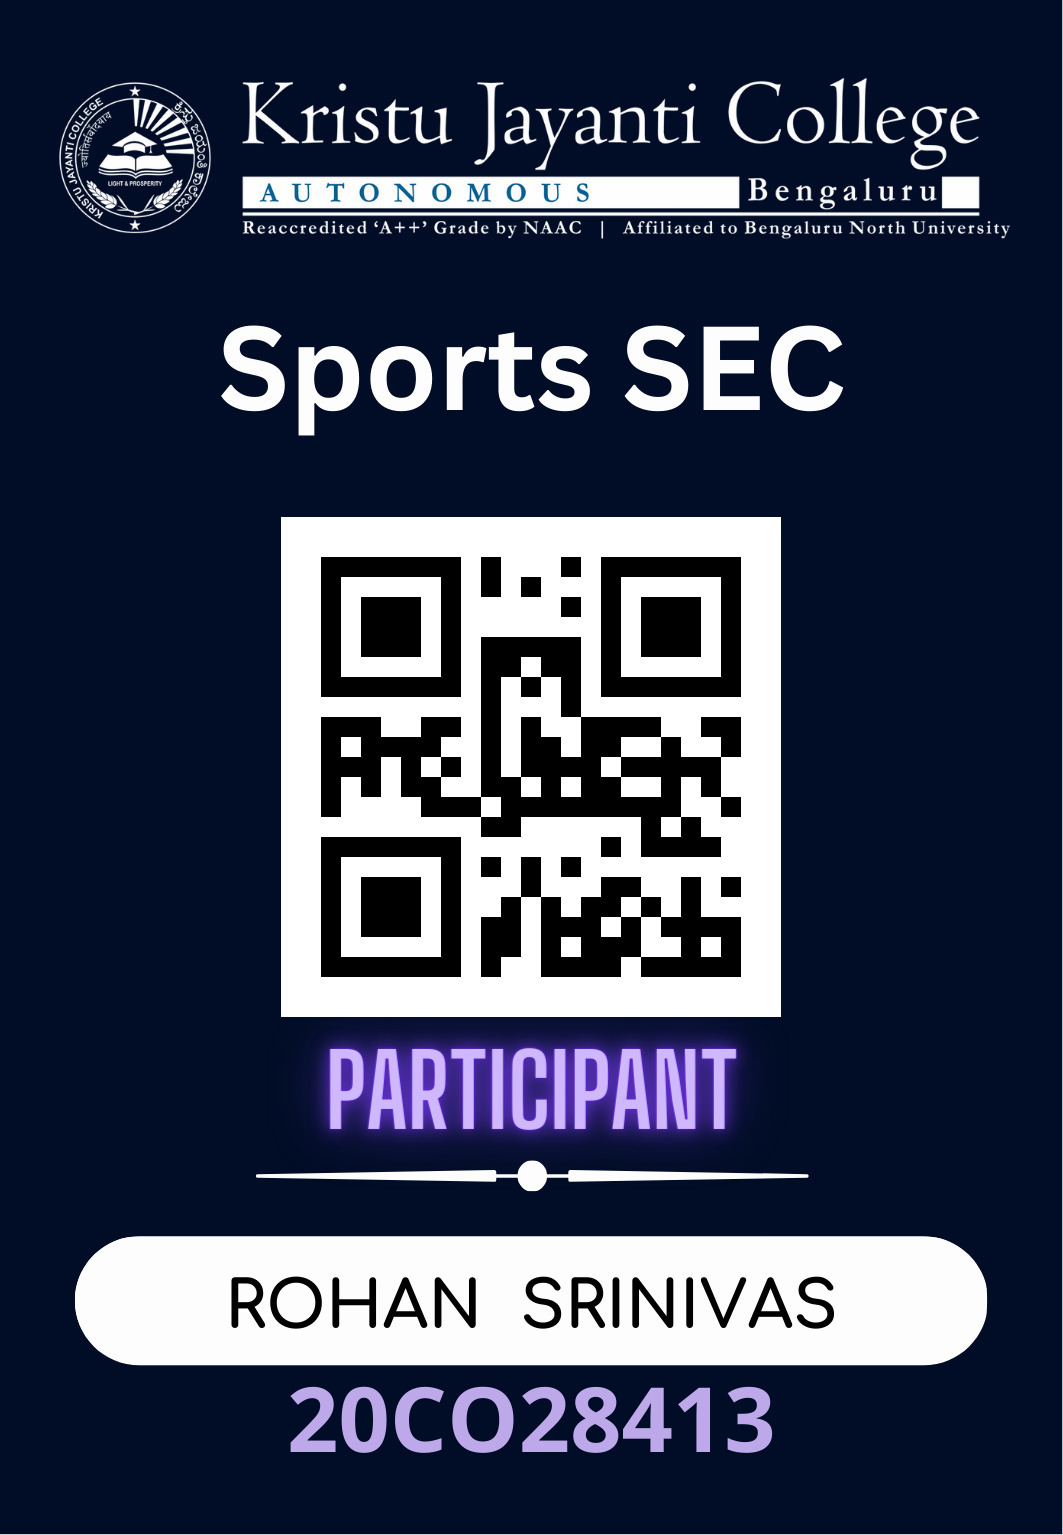 Kristu Jayanti College
AUTONOMOUS Bengaluru
Reaccredited ‘A++’ Grade by NAAC | Affiliated to Bengaluru North University
KRISTU JAYANTI COLLEGE
LIGHT & PROSPERITY
Sports SEC
PARTICIPANT
ROHAN SRINIVAS
20CO28413